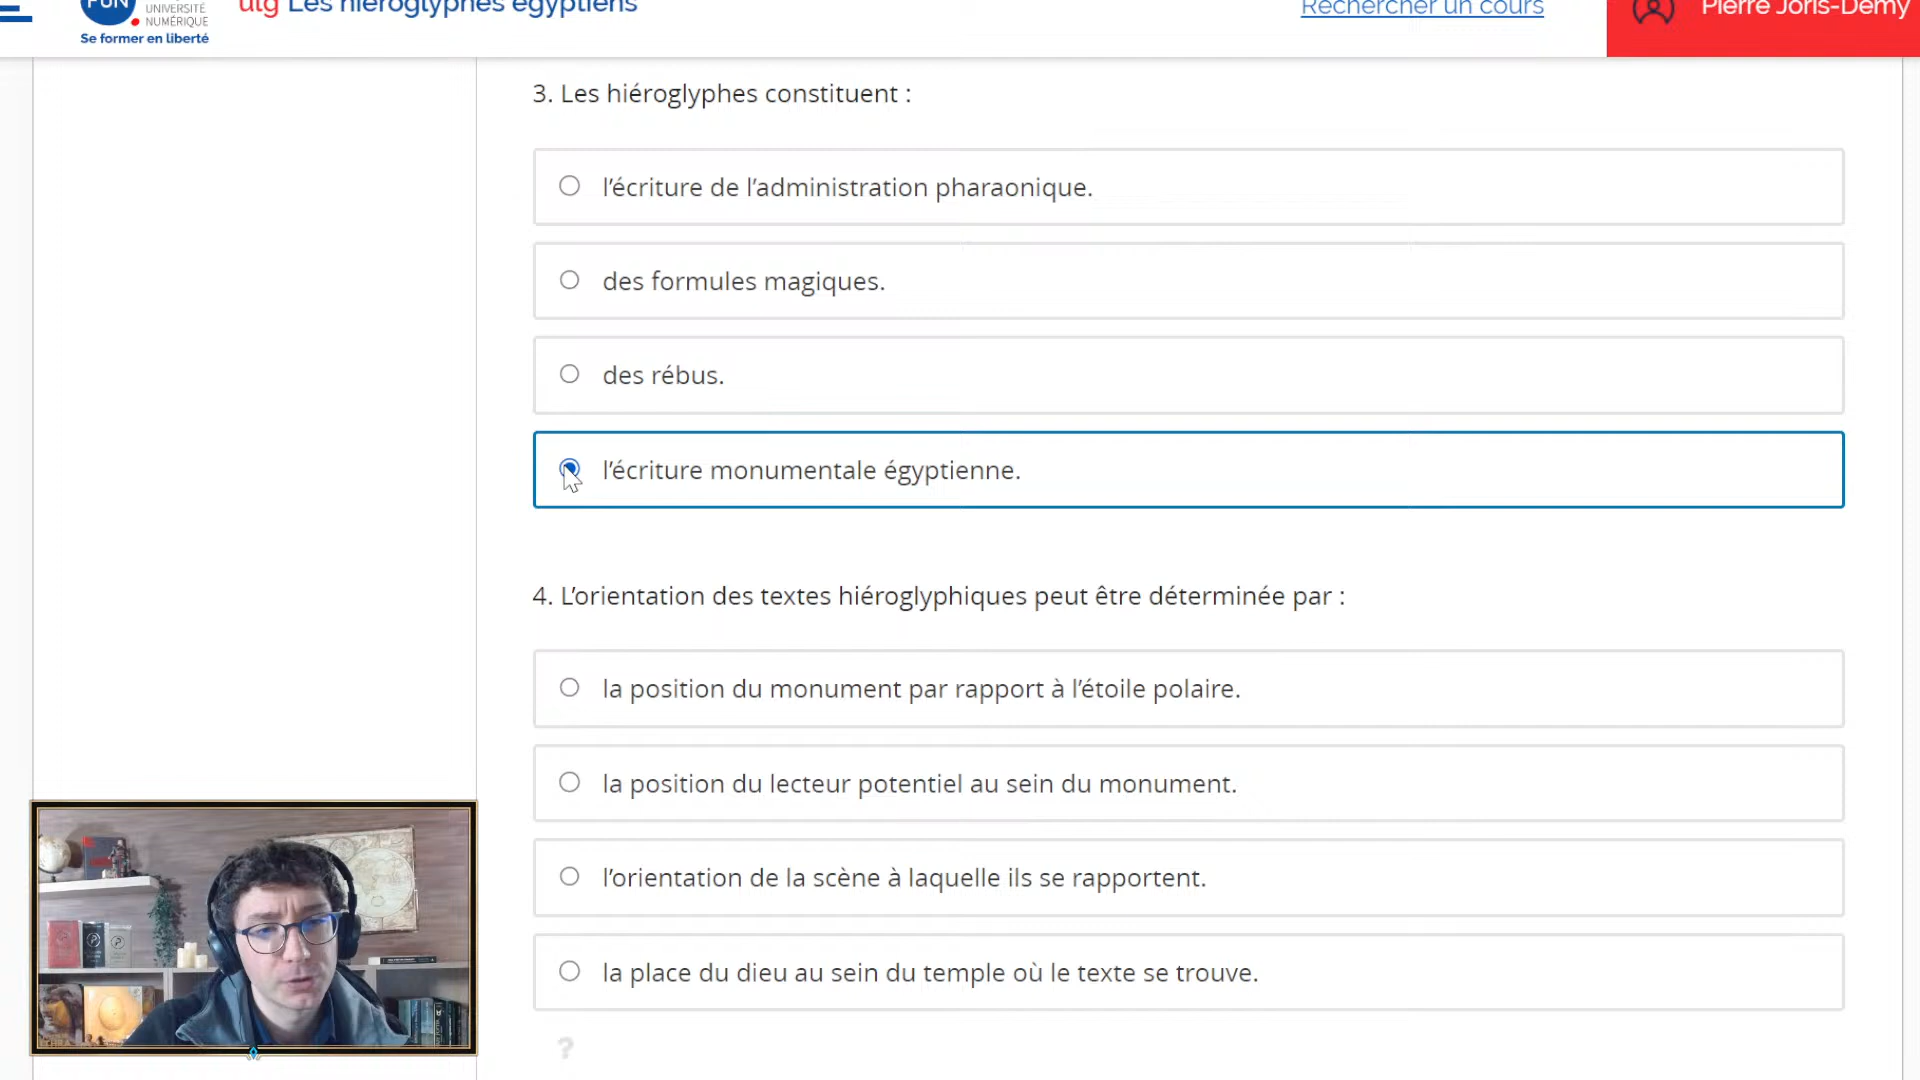 FUN
UNIVERSITÉ
NUMÉRIQUE
Se former en liberté
ulg Les hiéroglyphes égyptiens
Rechercher un cours
Pierre Joris-Demy
3. Les hiéroglyphes constituent :
l’écriture de l’administration pharaonique.
des formules magiques.
des rébus.
l’écriture monumentale égyptienne.
4. L’orientation des textes hiéroglyphiques peut être déterminée par :
la position du monument par rapport à l’étoile polaire.
la position du lecteur potentiel au sein du monument.
l’orientation de la scène à laquelle ils se rapportent.
la place du dieu au sein du temple où le texte se trouve.
?